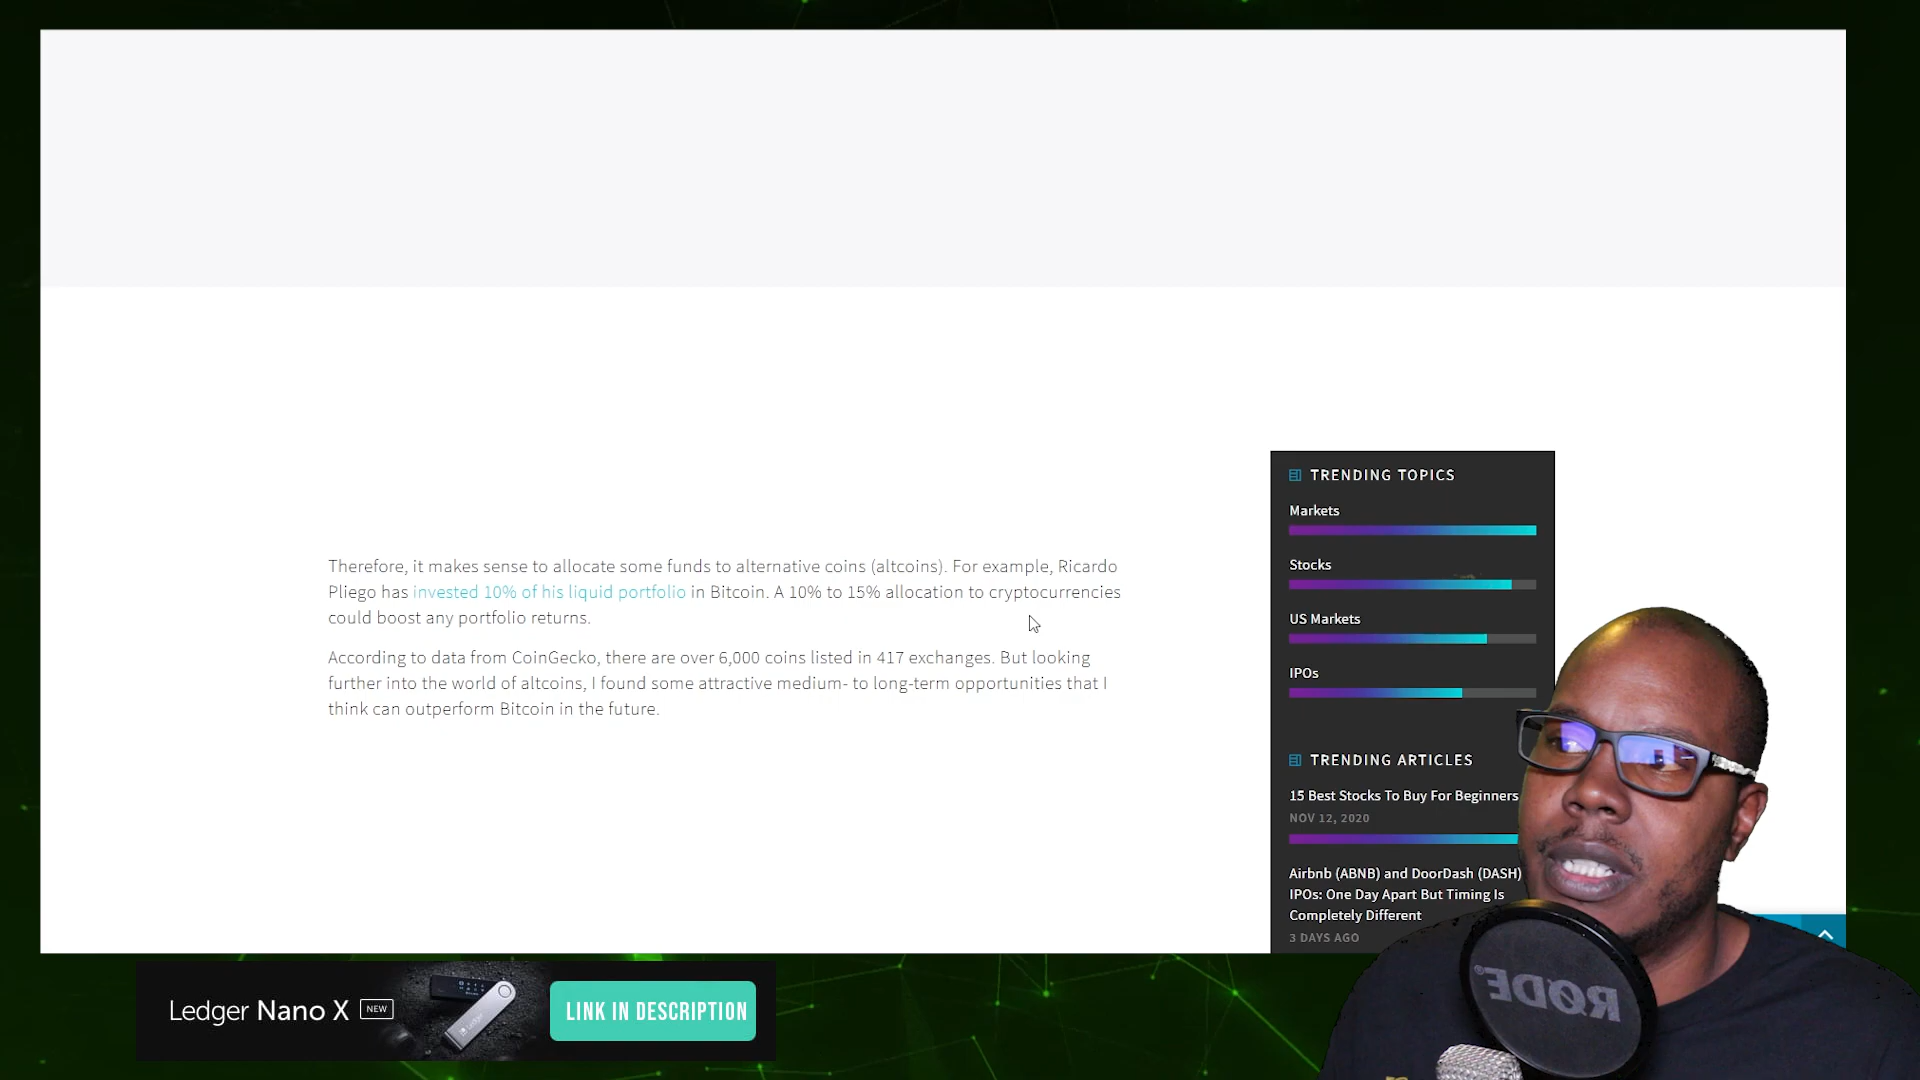 Therefore, it makes sense to allocate some funds to alternative coins (altcoins). For example, Ricardo
Pliego has invested 10% of his liquid portfolio in Bitcoin. A 10% to 15% allocation to cryptocurrencies
could boost any portfolio returns.
According to data from CoinGecko, there are over 6,000 coins listed in 417 exchanges. But looking
further into the world of altcoins, I found some attractive medium- to long-term opportunities that I
think can outperform Bitcoin in the future.
TRENDING TOPICS
Markets
Stocks
US Markets
IPOs
TRENDING ARTICLES
15 Best Stocks To Buy For Beginners
NOV 12, 2020
Airbnb (ABNB) and DoorDash (DASH)
IPOs: One Day Apart But Timing Is
Completely Different
3 DAYS AGO
Ledger Nano X NEW
LINK IN DESCRIPTION
RODE